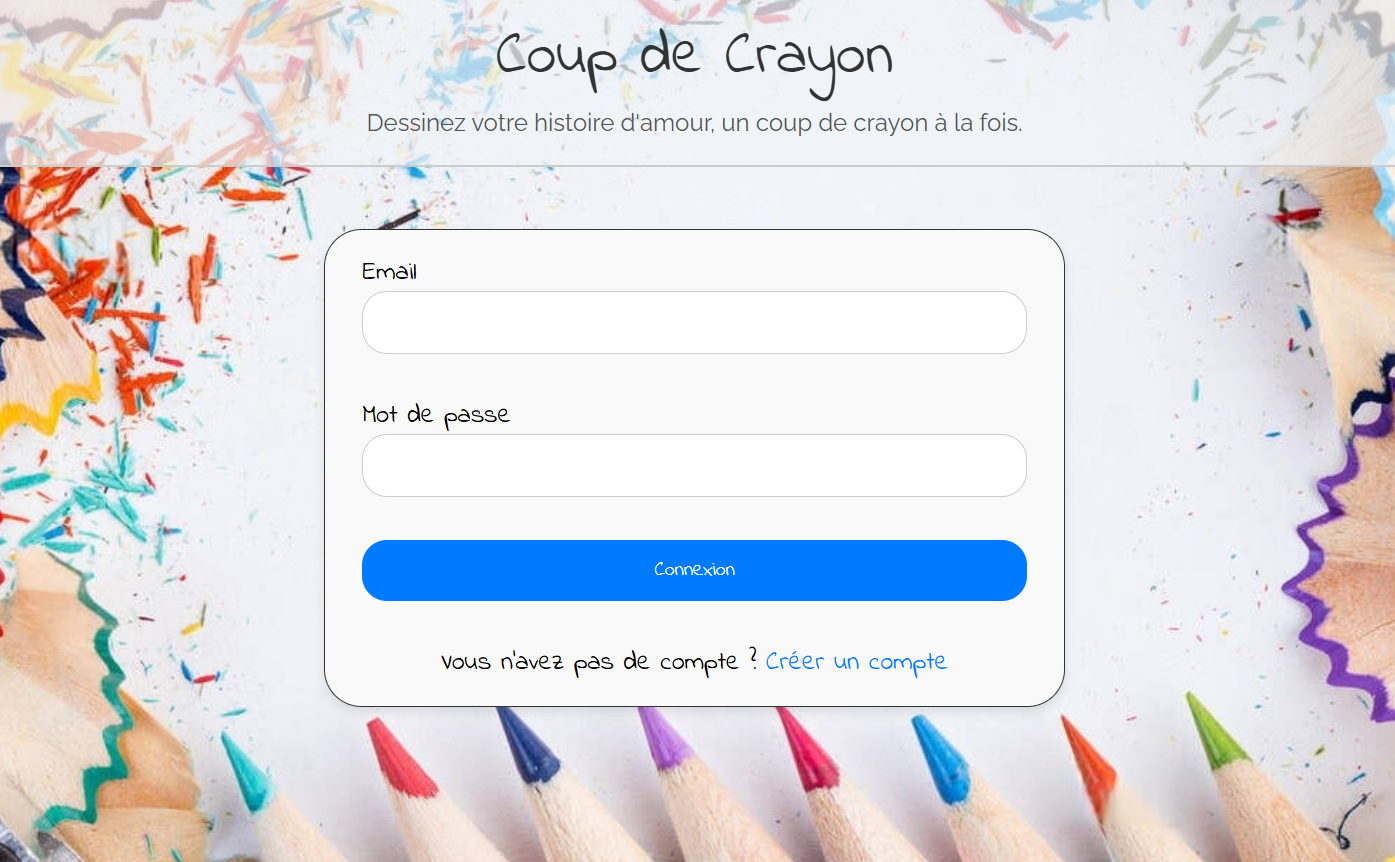 Coup de Crayon
Dessinez votre histoire d'amour, un coup de crayon à la fois.
Email
Mot de passe
Connexion
Vous n'avez pas de compte ? Créer un compte